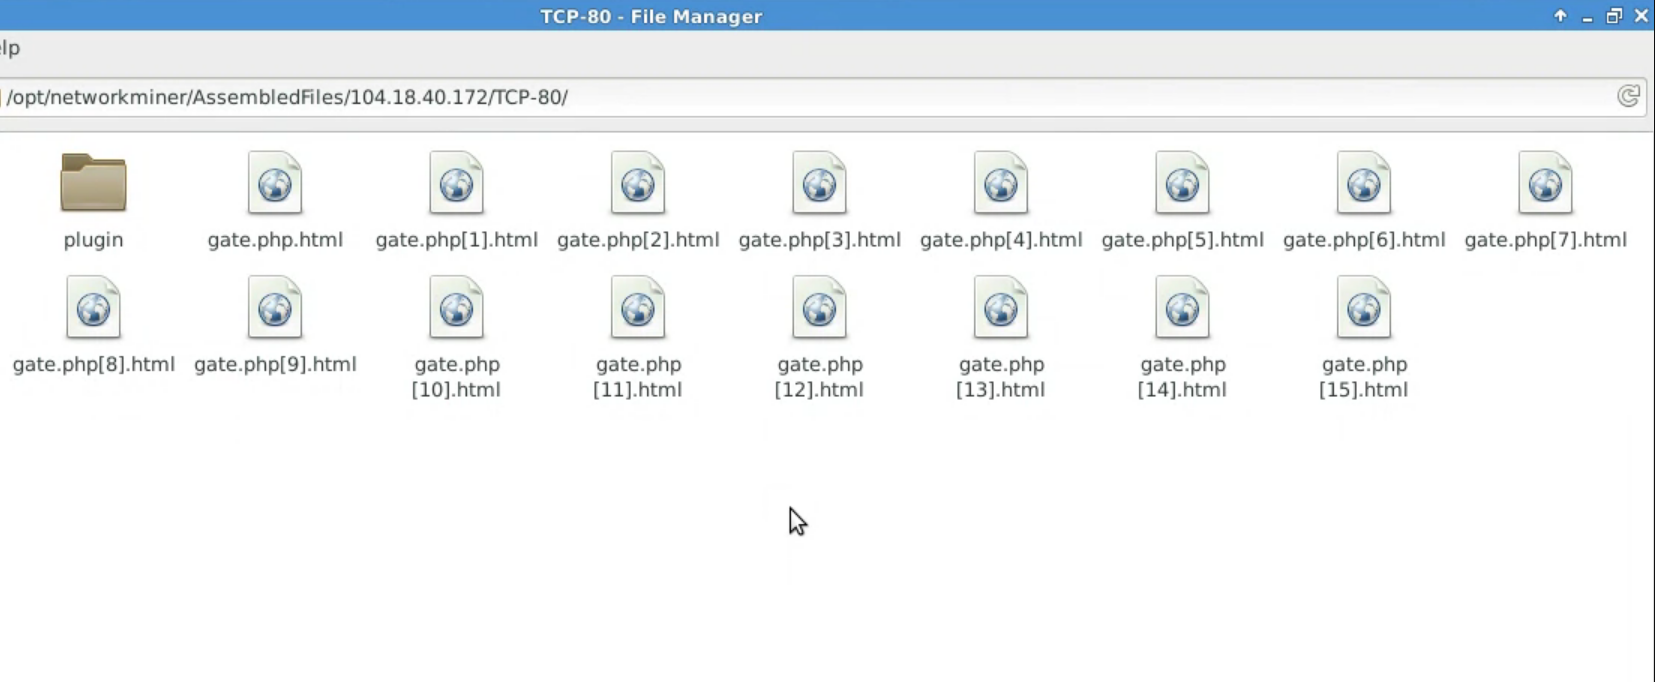 TCP-80 - File Manager
elp
/opt/networkminer/AssembledFiles/104.18.40.172/TCP-80/
plugin gate.php.html gate.php[1].html gate.php[2].html gate.php[3].html gate.php[4].html gate.php[5].html gate.php[6].html gate.php[7].html
gate.php[8].html gate.php[9].html gate.php gate.php gate.php gate.php gate.php gate.php
[10].html [11].html [12].html [13].html [14].html [15].html